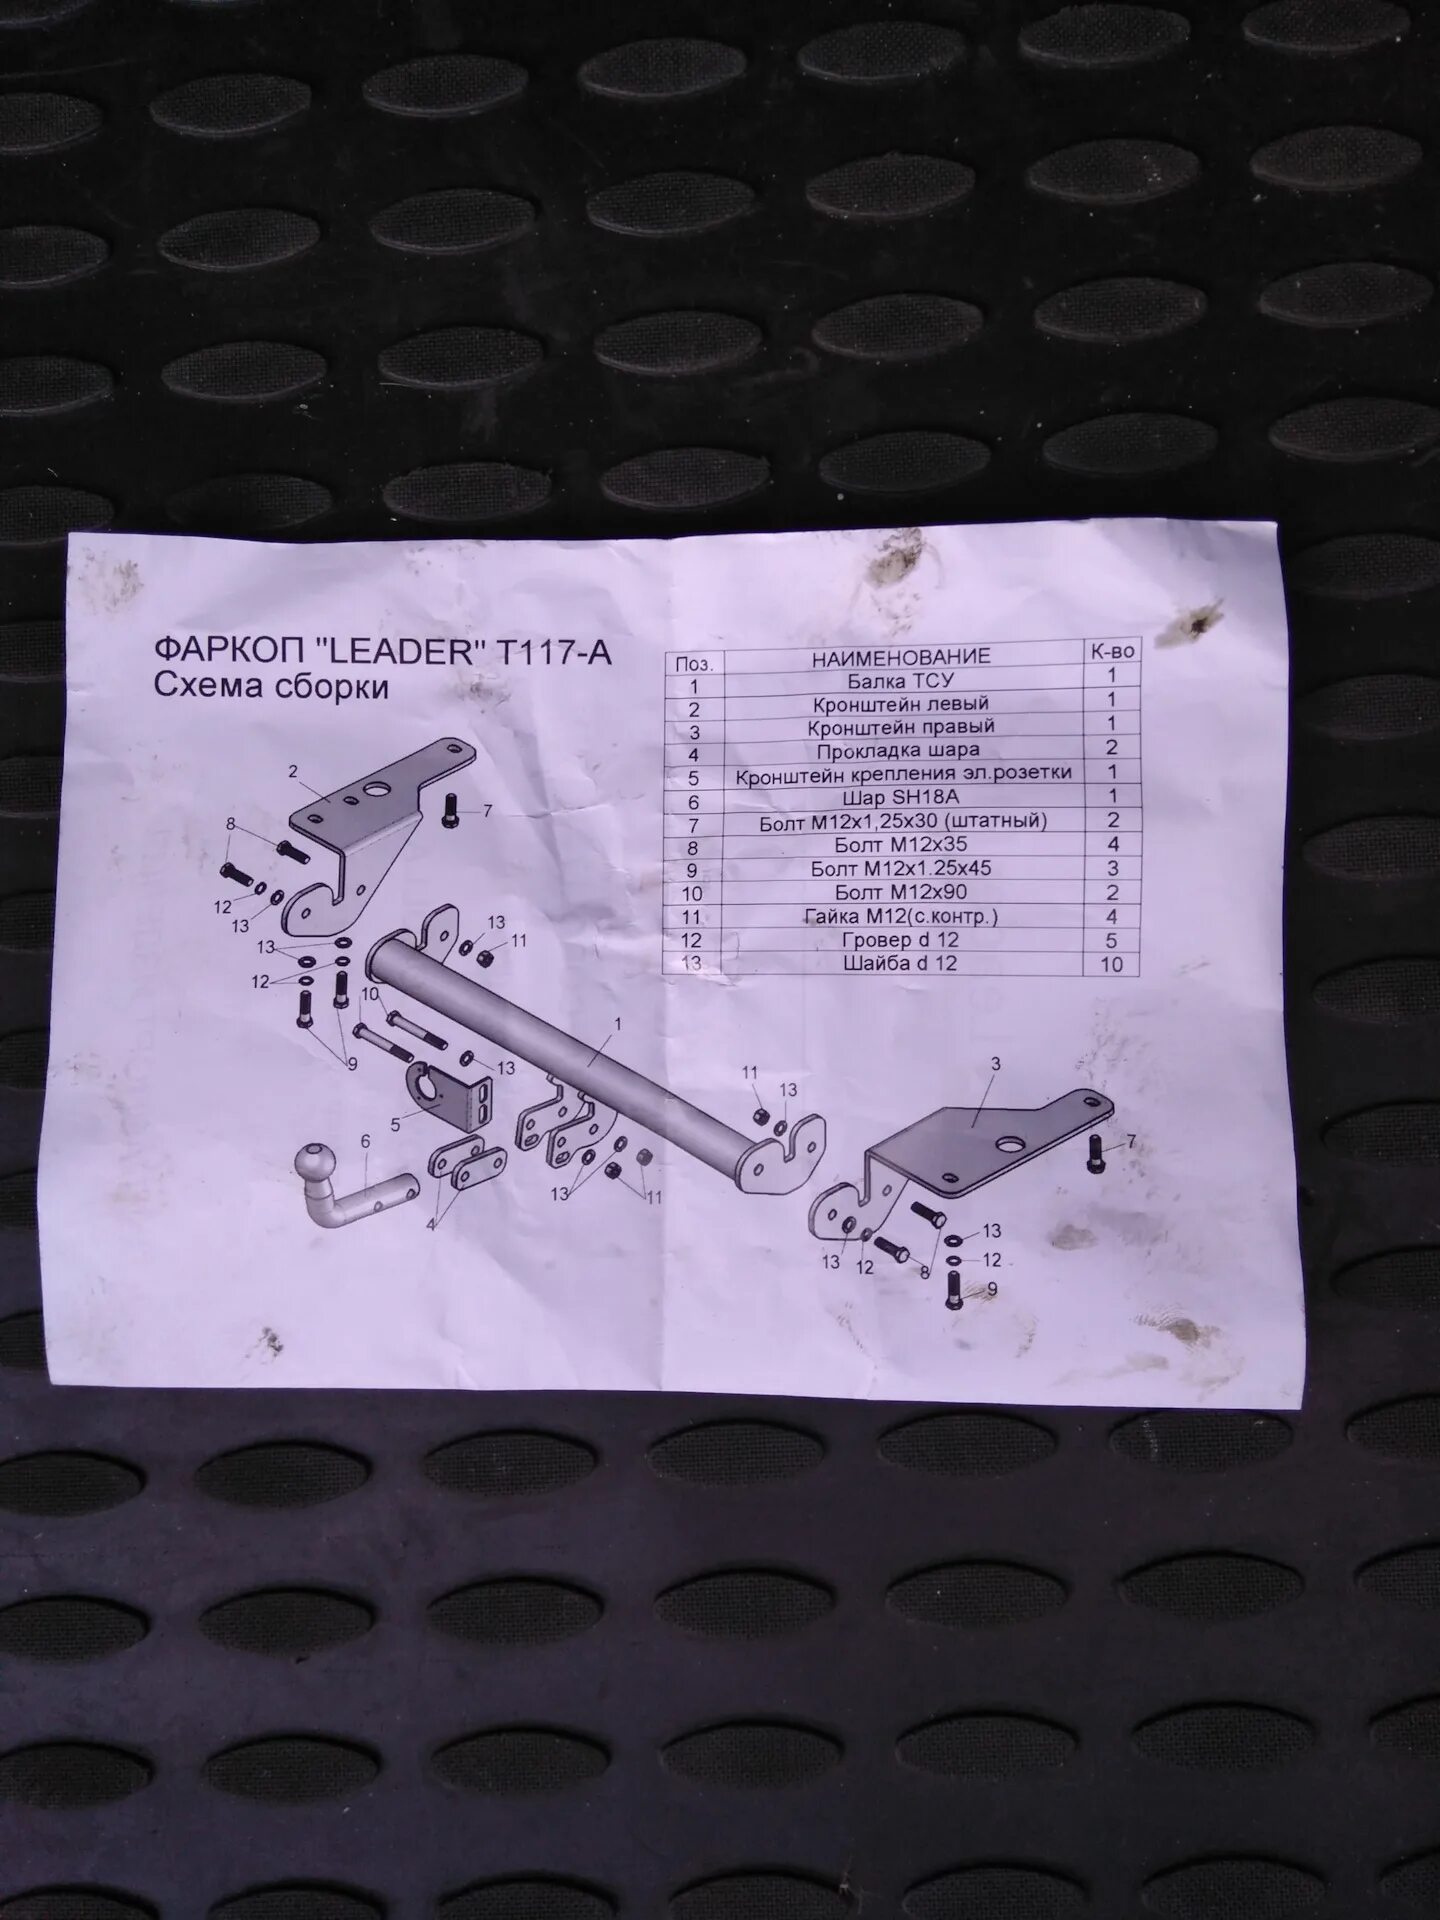 ФАРКОП "LEADER" T117-A
Схема сборки
Поз. НАИМЕНОВАНИЕ К-во
1 Балка ТСУ 1
2 Кронштейн левый 1
3 Кронштейн правый 1
4 Прокладка шара 2
5 Кронштейн крепления эл.розетки 1
6 Шар SH18A 1
7 Болт М12х1,25х30 (штатный) 2
8 Болт М12х35 4
9 Болт М12х1.25х45 3
10 Болт М12х90 2
11 Гайка М12(с.контр.) 4
12 Гровер d 12 5
13 Шайба d 12 10
2
7
8
12
13
13
11
13
12
10
9
1
13
5
6
4
13
11
11
13
3
7
13
12
8
13
12
9